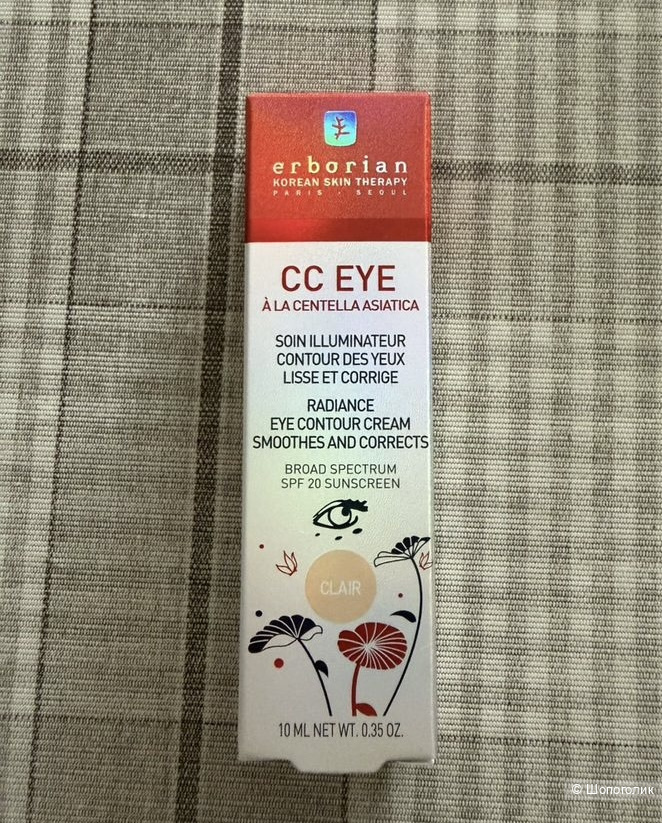 erborian
KOREAN SKIN THERAPY
PARIS · SEOUL
CC EYE
À LA CENTELLA ASIATICA
SOIN ILLUMINATEUR
CONTOUR DES YEUX
LISSE ET CORRIGE
RADIANCE
EYE CONTOUR CREAM
SMOOTHES AND CORRECTS
BROAD SPECTRUM
SPF 20 SUNSCREEN
CLAIR
10 ML NET WT. 0.35 OZ.
© Шопоголик